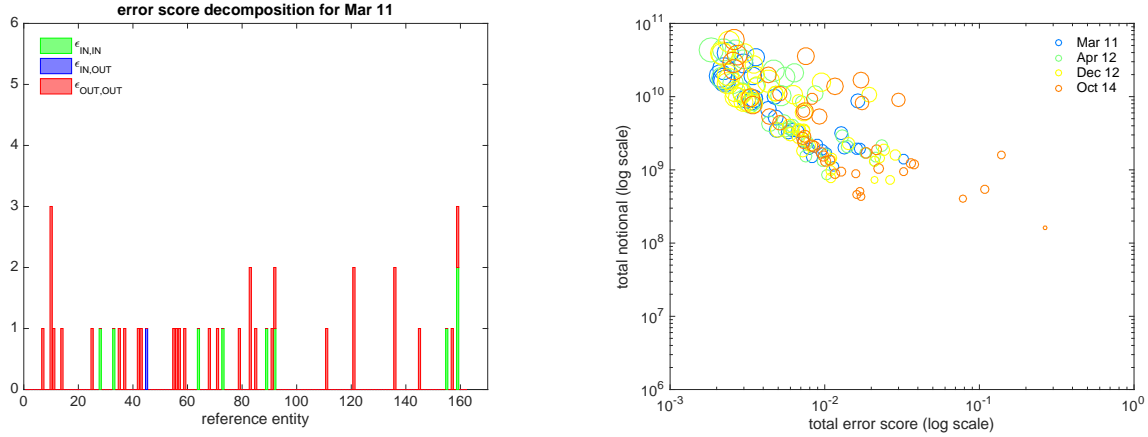 error score decomposition for Mar 11
6
5
4
3
2
1
0
ϵIN,IN
ϵIN,OUT
ϵOUT,OUT
0 20 40 60 80 100 120 140 160
reference entity
total notional (log scale)
10^11
10^10
10^9
10^8
10^7
10^6
Mar 11
Apr 12
Dec 12
Oct 14
10^-3 10^-2 10^-1 10^0
total error score (log scale)